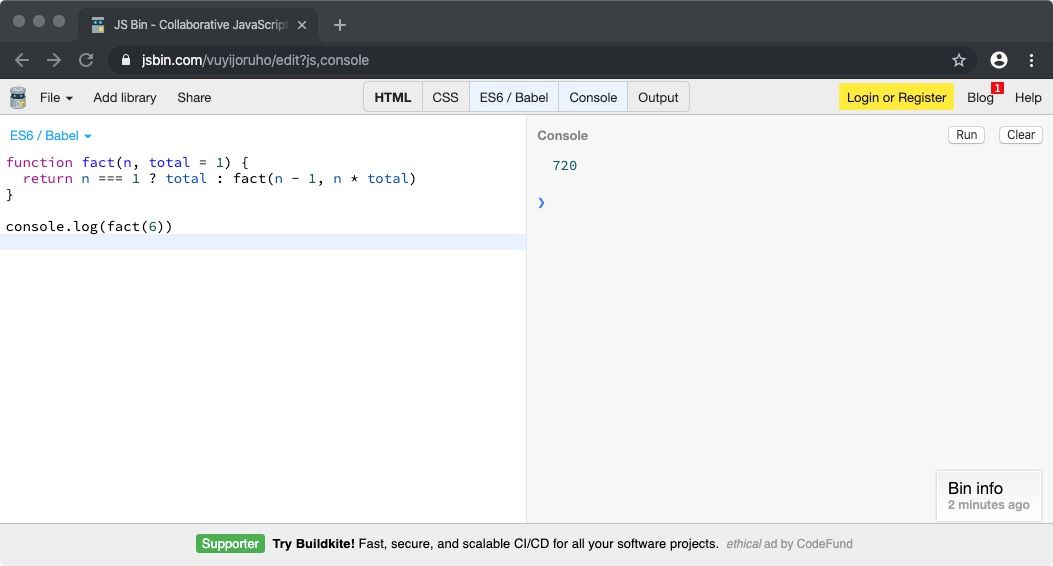 JS Bin - Collaborative JavaScript
jsbin.com/vuyijoruho/edit?js,console
File Add library Share HTML CSS ES6 / Babel Console Output Login or Register Blog 1 Help
ES6 / Babel
function fact(n, total = 1) {
  return n === 1 ? total : fact(n - 1, n * total)
}
console.log(fact(6))
Console Run Clear
720
❯
Bin info
2 minutes ago
Supporter Try Buildkite! Fast, secure, and scalable CI/CD for all your software projects. ethical ad by CodeFund